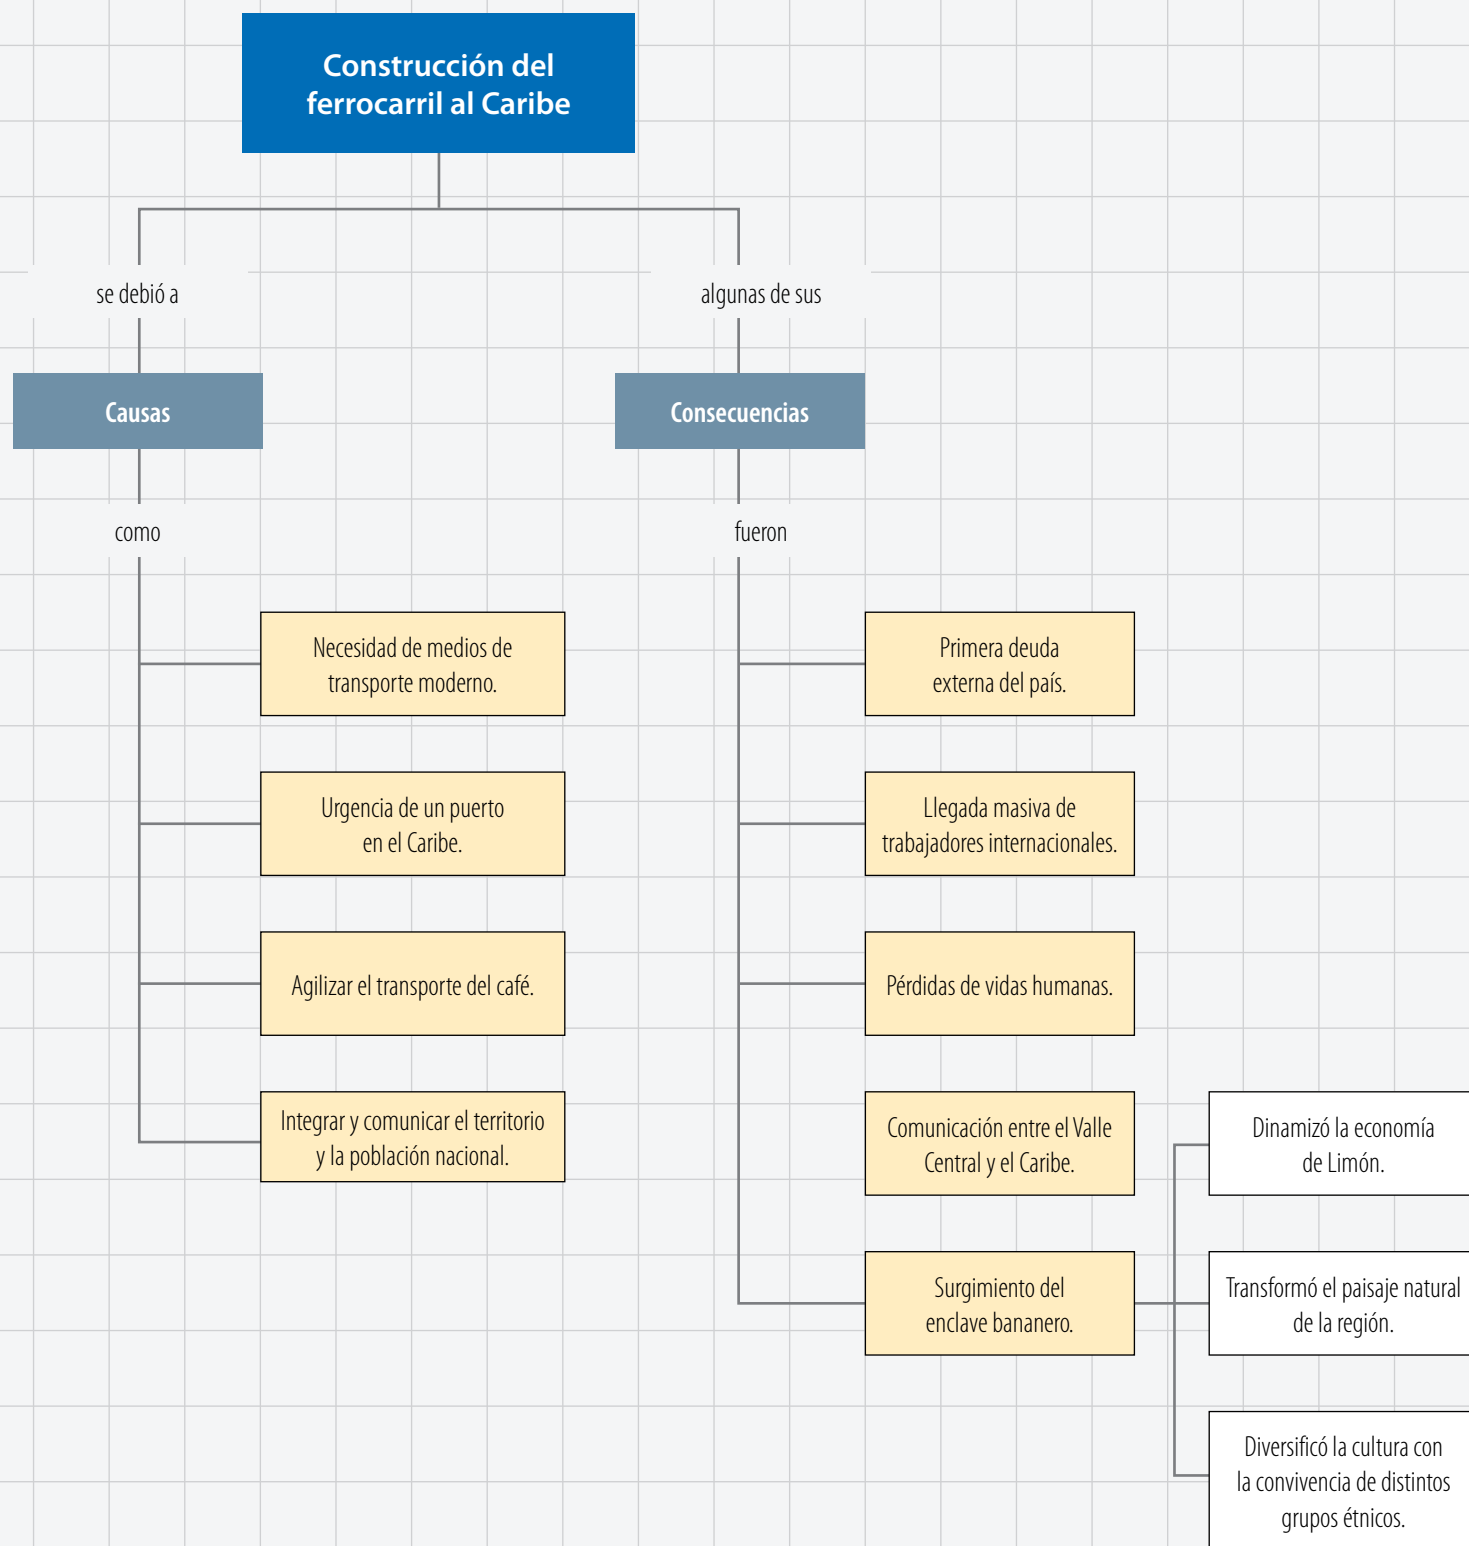 Construcción del
ferrocarril al Caribe
se debió a
algunas de sus
Causas
Consecuencias
como
fueron
Necesidad de medios de
transporte moderno.
Urgencia de un puerto
en el Caribe.
Agilizar el transporte del café.
Integrar y comunicar el territorio
y la población nacional.
Primera deuda
externa del país.
Llegada masiva de
trabajadores internacionales.
Pérdidas de vidas humanas.
Comunicación entre el Valle
Central y el Caribe.
Surgimiento del
enclave bananero.
Dinamizó la economía
de Limón.
Transformó el paisaje natural
de la región.
Diversificó la cultura con
la convivencia de distintos
grupos étnicos.